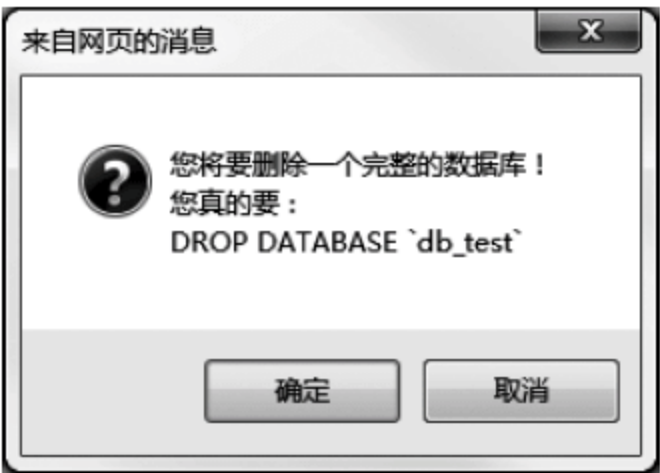 来自网页的消息
您将要删除一个完整的数据库！
您真的要：
DROP DATABASE `db_test`
确定
取消